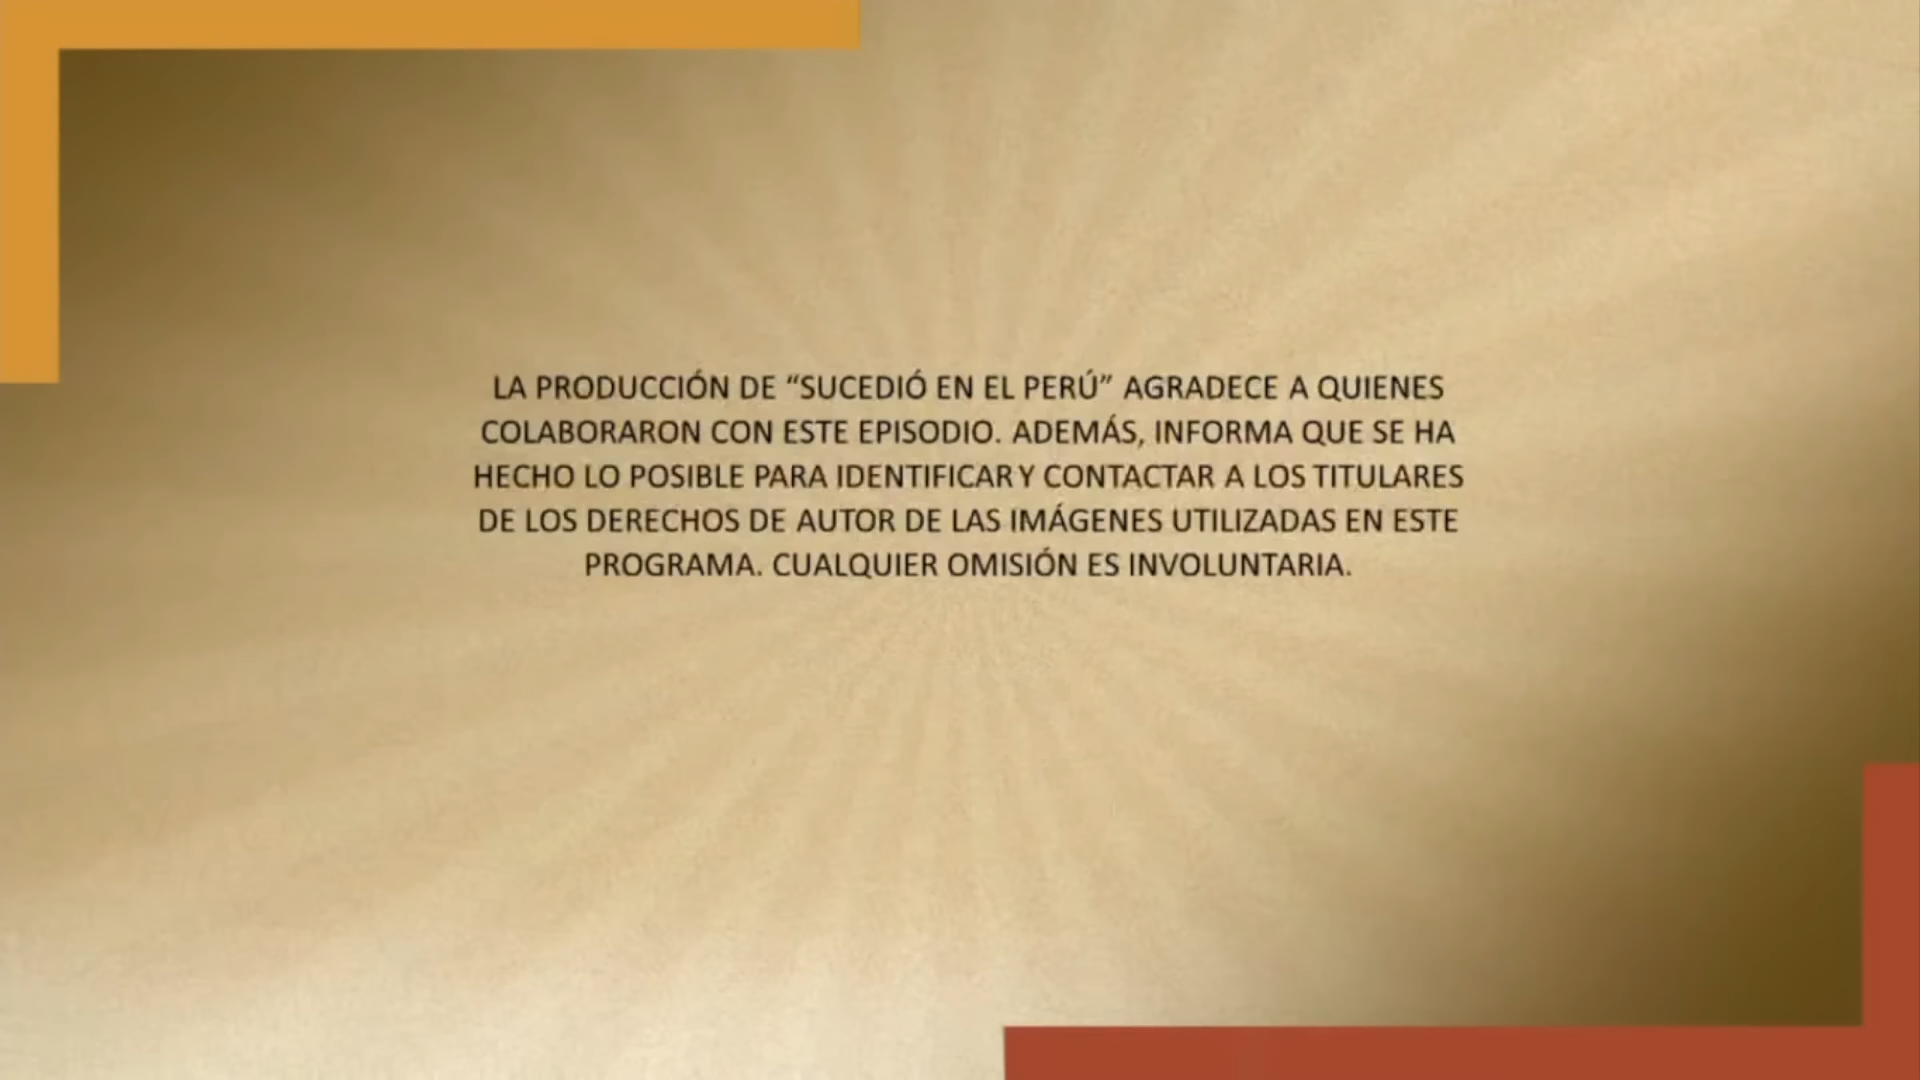 LA PRODUCCIÓN DE “SUCEDIÓ EN EL PERÚ” AGRADECE A QUIENES
COLABORARON CON ESTE EPISODIO. ADEMÁS, INFORMA QUE SE HA
HECHO LO POSIBLE PARA IDENTIFICAR Y CONTACTAR A LOS TITULARES
DE LOS DERECHOS DE AUTOR DE LAS IMÁGENES UTILIZADAS EN ESTE
PROGRAMA. CUALQUIER OMISIÓN ES INVOLUNTARIA.